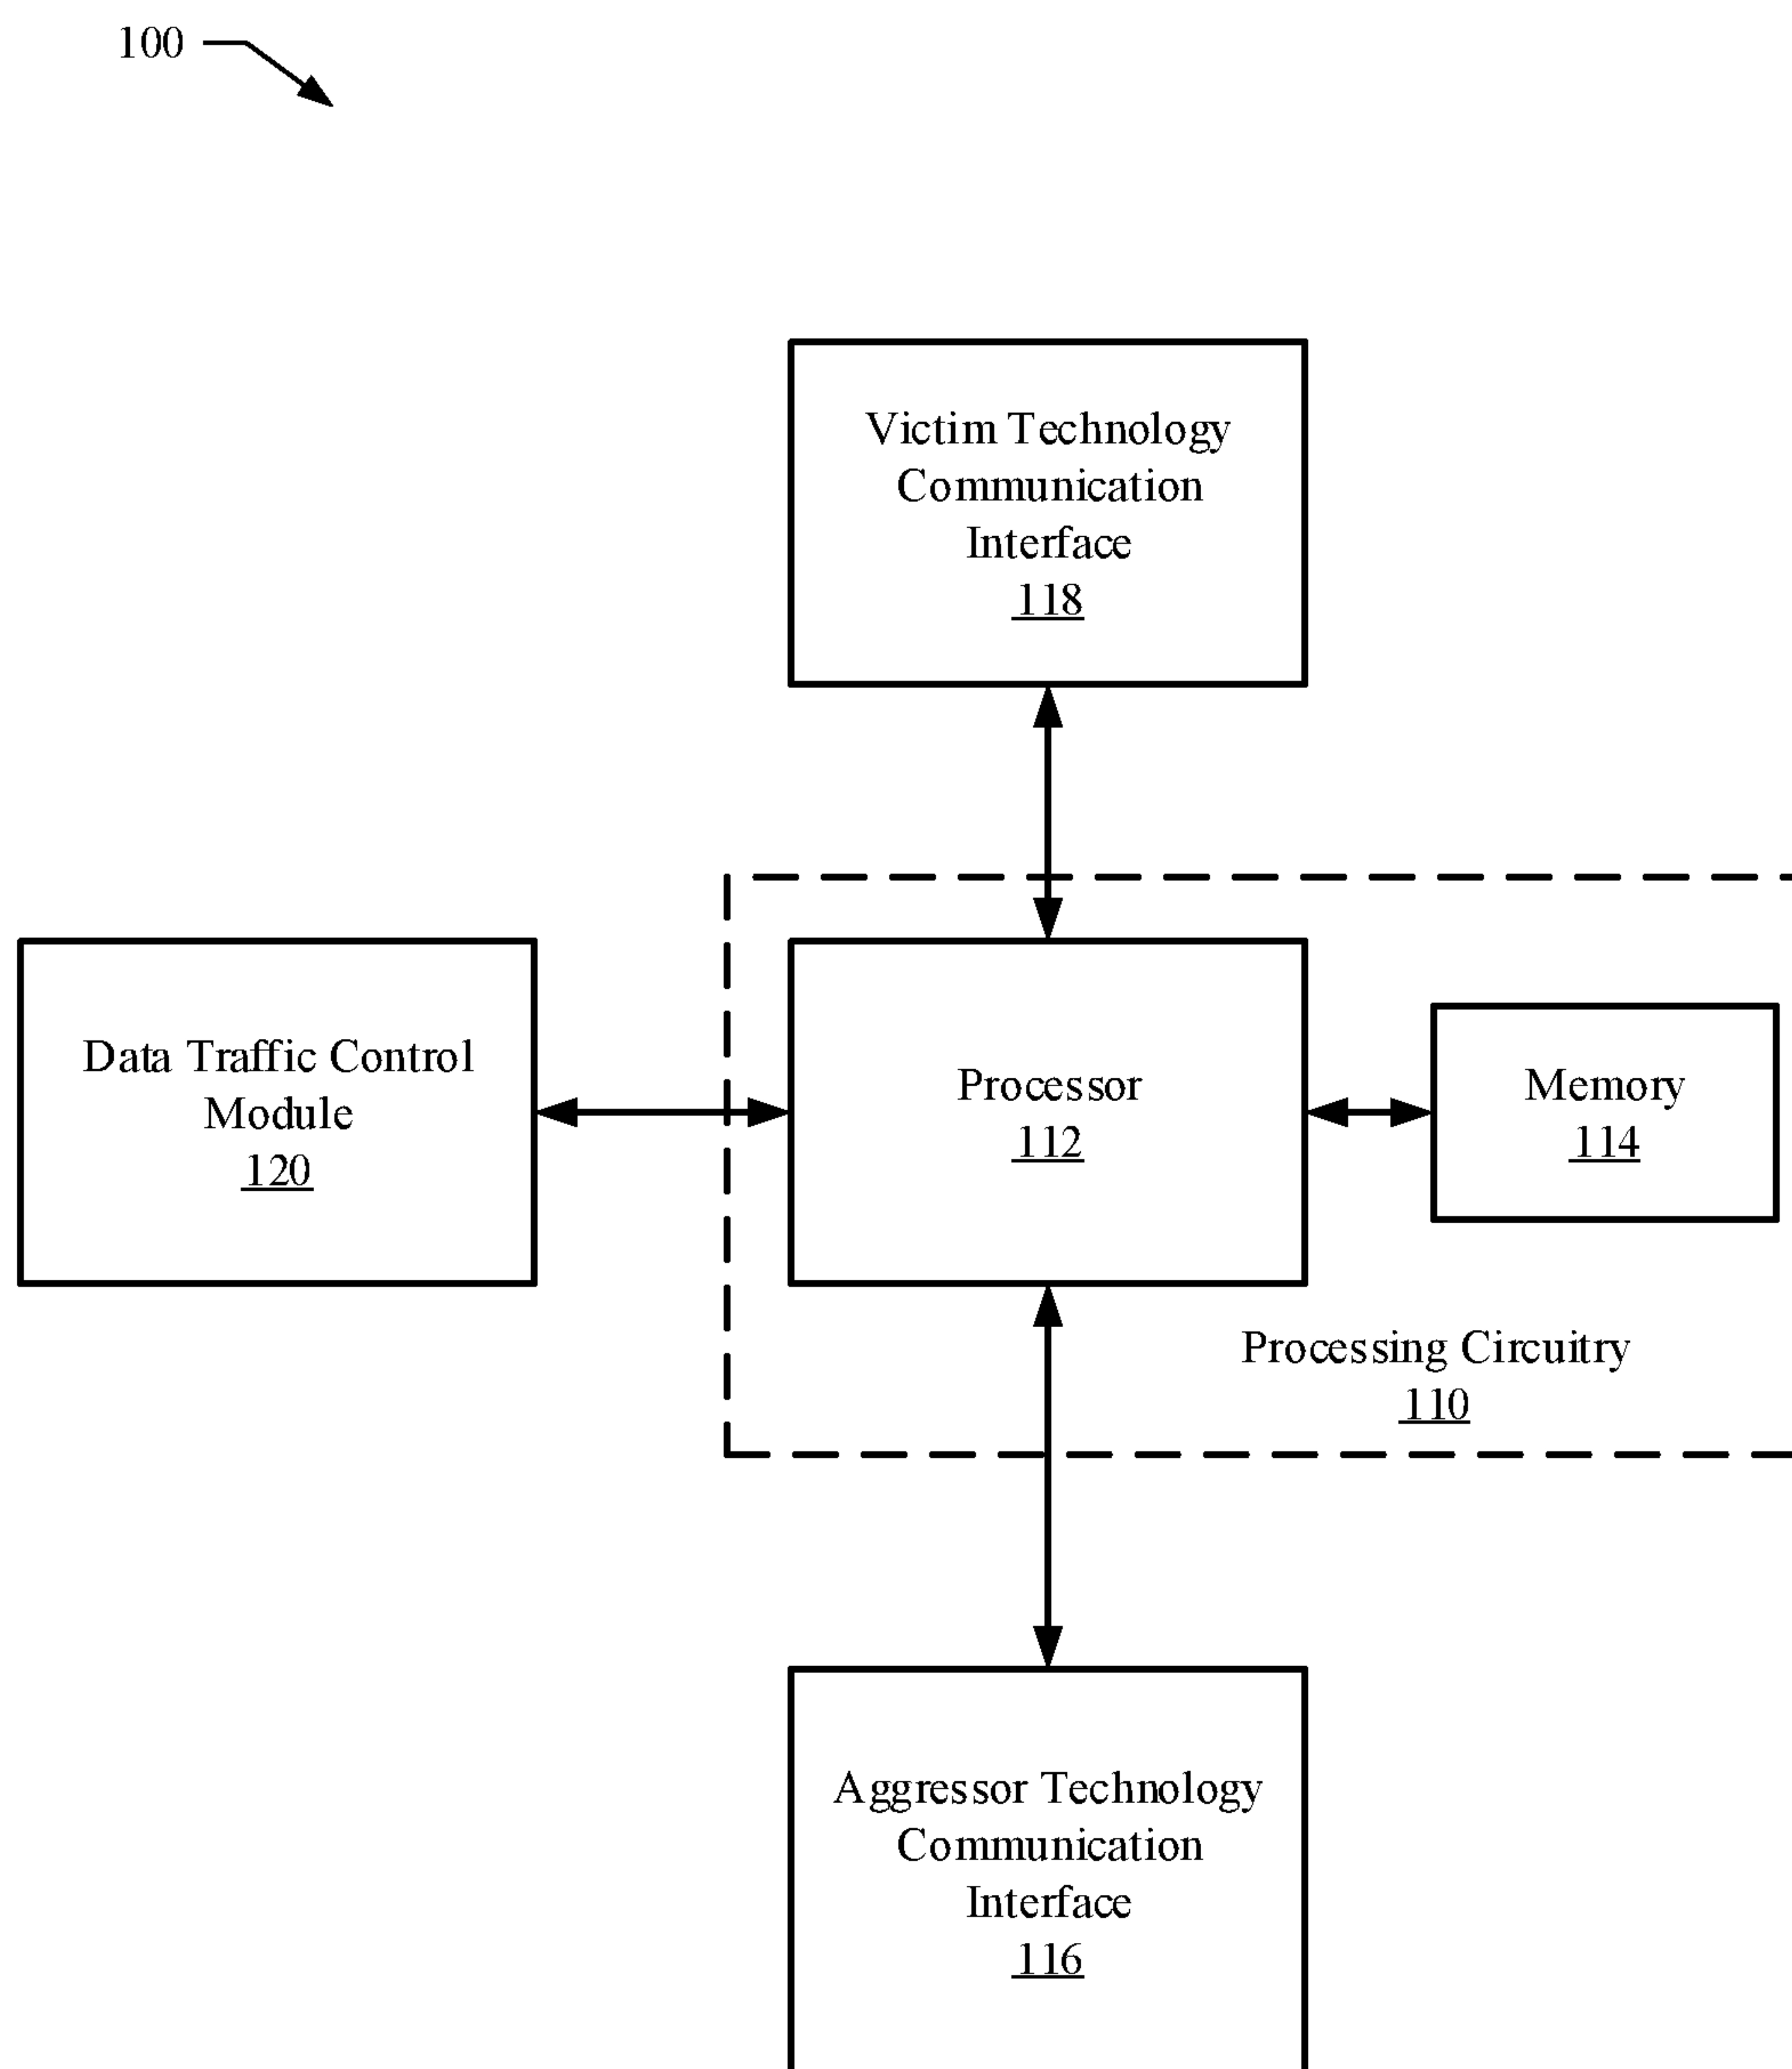 100
Victim Technology
Communication
Interface
118
Data Traffic Control
Module
120
Processor
112
Memory
114
Processing Circuitry
110
Aggressor Technology
Communication
Interface
116